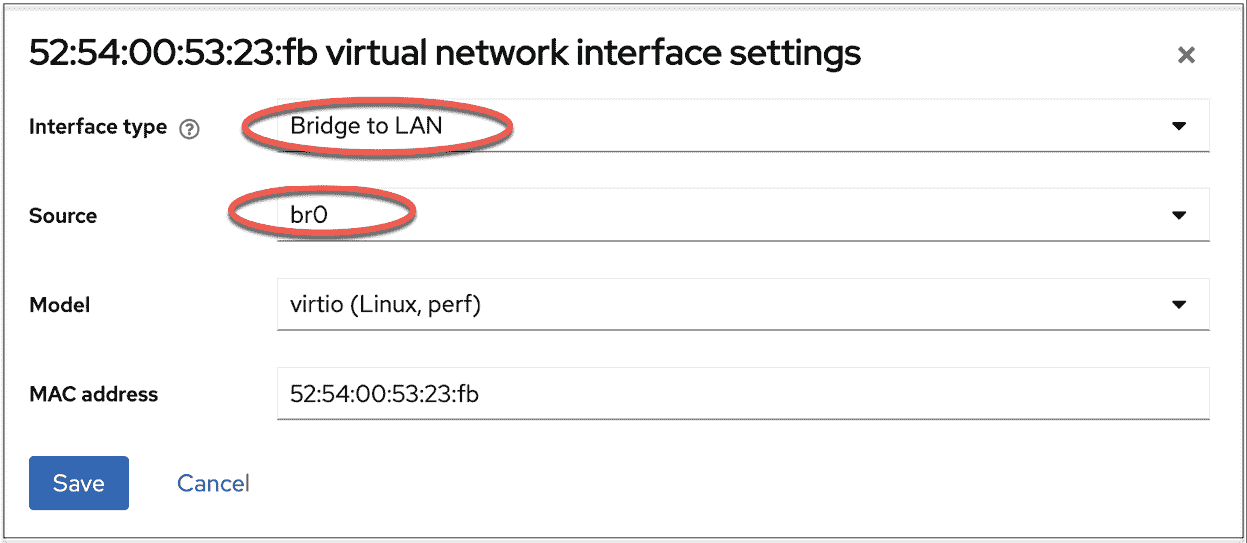 52:54:00:53:23:fb virtual network interface settings
Interface type ? Bridge to LAN
Source br0
Model virtio (Linux, perf)
MAC address 52:54:00:53:23:fb
Save Cancel